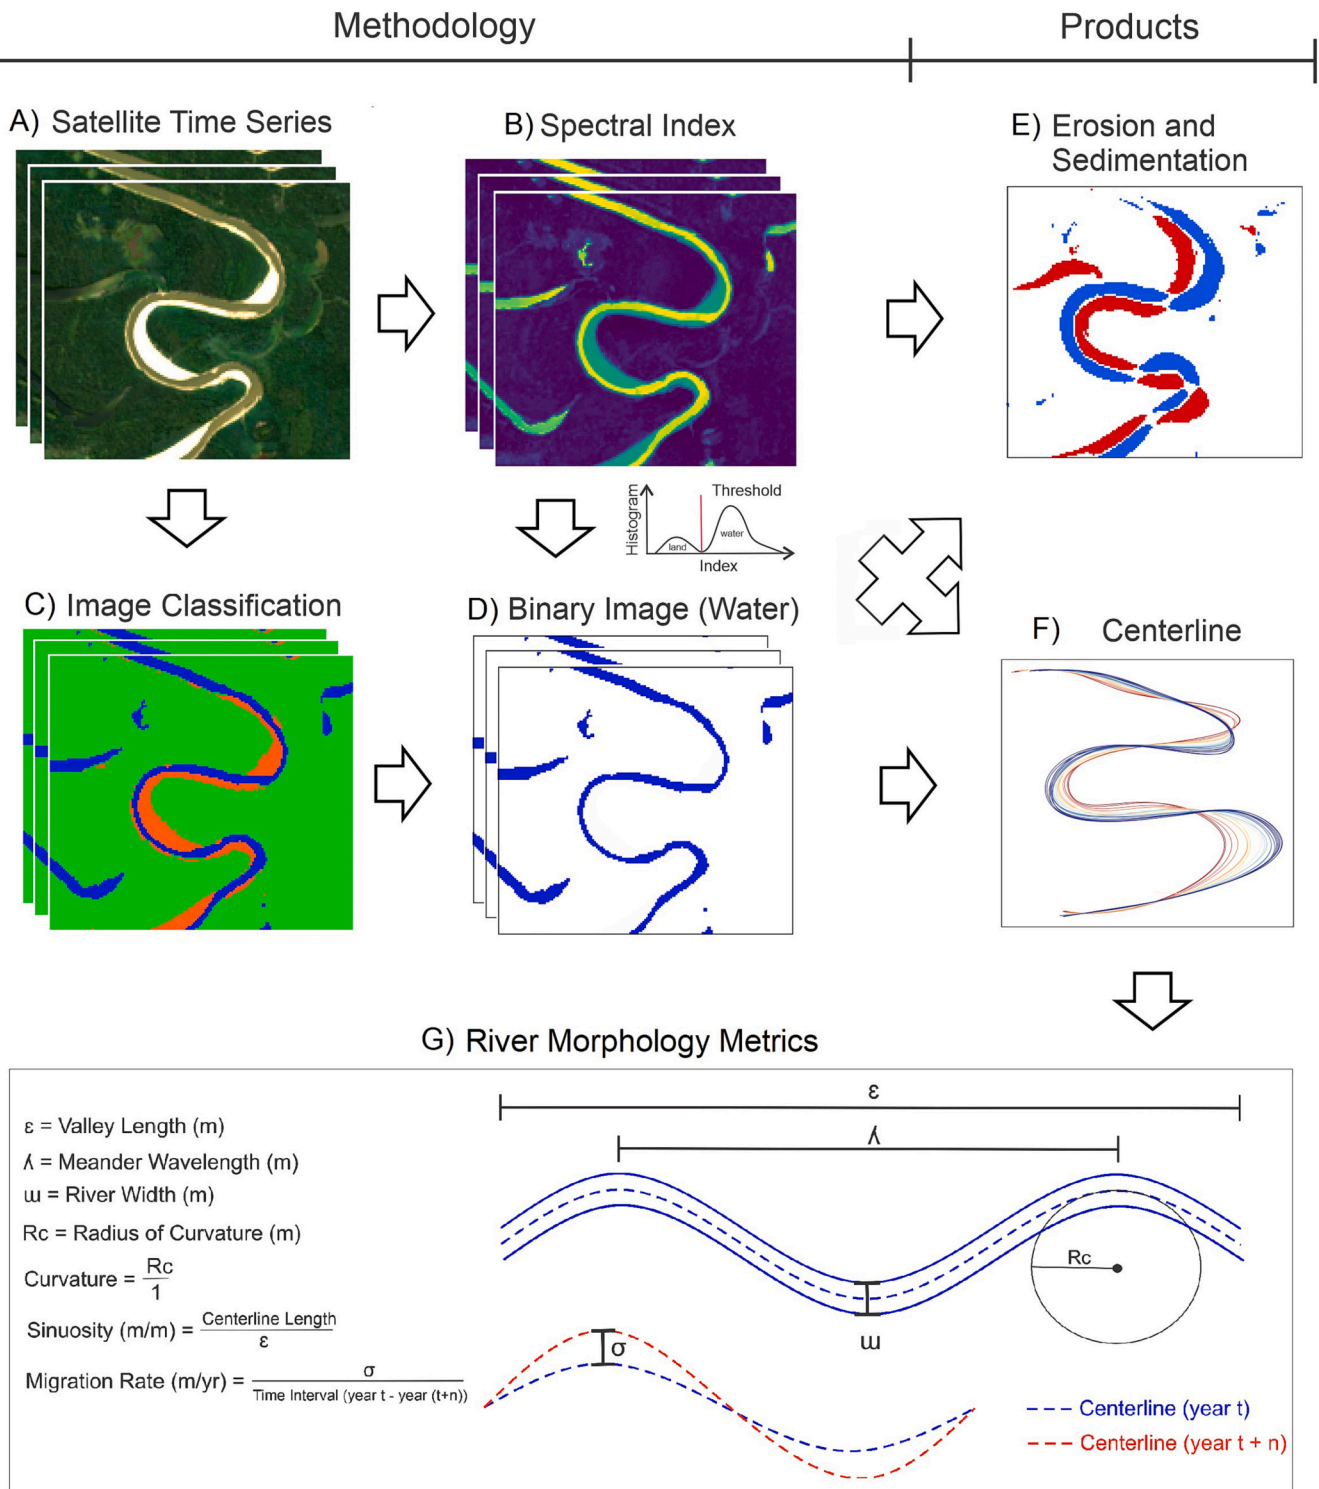 Methodology
Products
A) Satellite Time Series
B) Spectral Index
E) Erosion and
Sedimentation
Histogram
Threshold
land
water
Index
C) Image Classification
D) Binary Image (Water)
F) Centerline
G) River Morphology Metrics
ε = Valley Length (m)
ʎ = Meander Wavelength (m)
ɯ = River Width (m)
Rc = Radius of Curvature (m)
Curvature = Rc
1
Sinuosity (m/m) = Centerline Length
ε
Migration Rate (m/yr) = σ
Time Interval (year t - year (t+n))
ε
ʎ
Rc
ɯ
σ
Centerline (year t)
Centerline (year t + n)